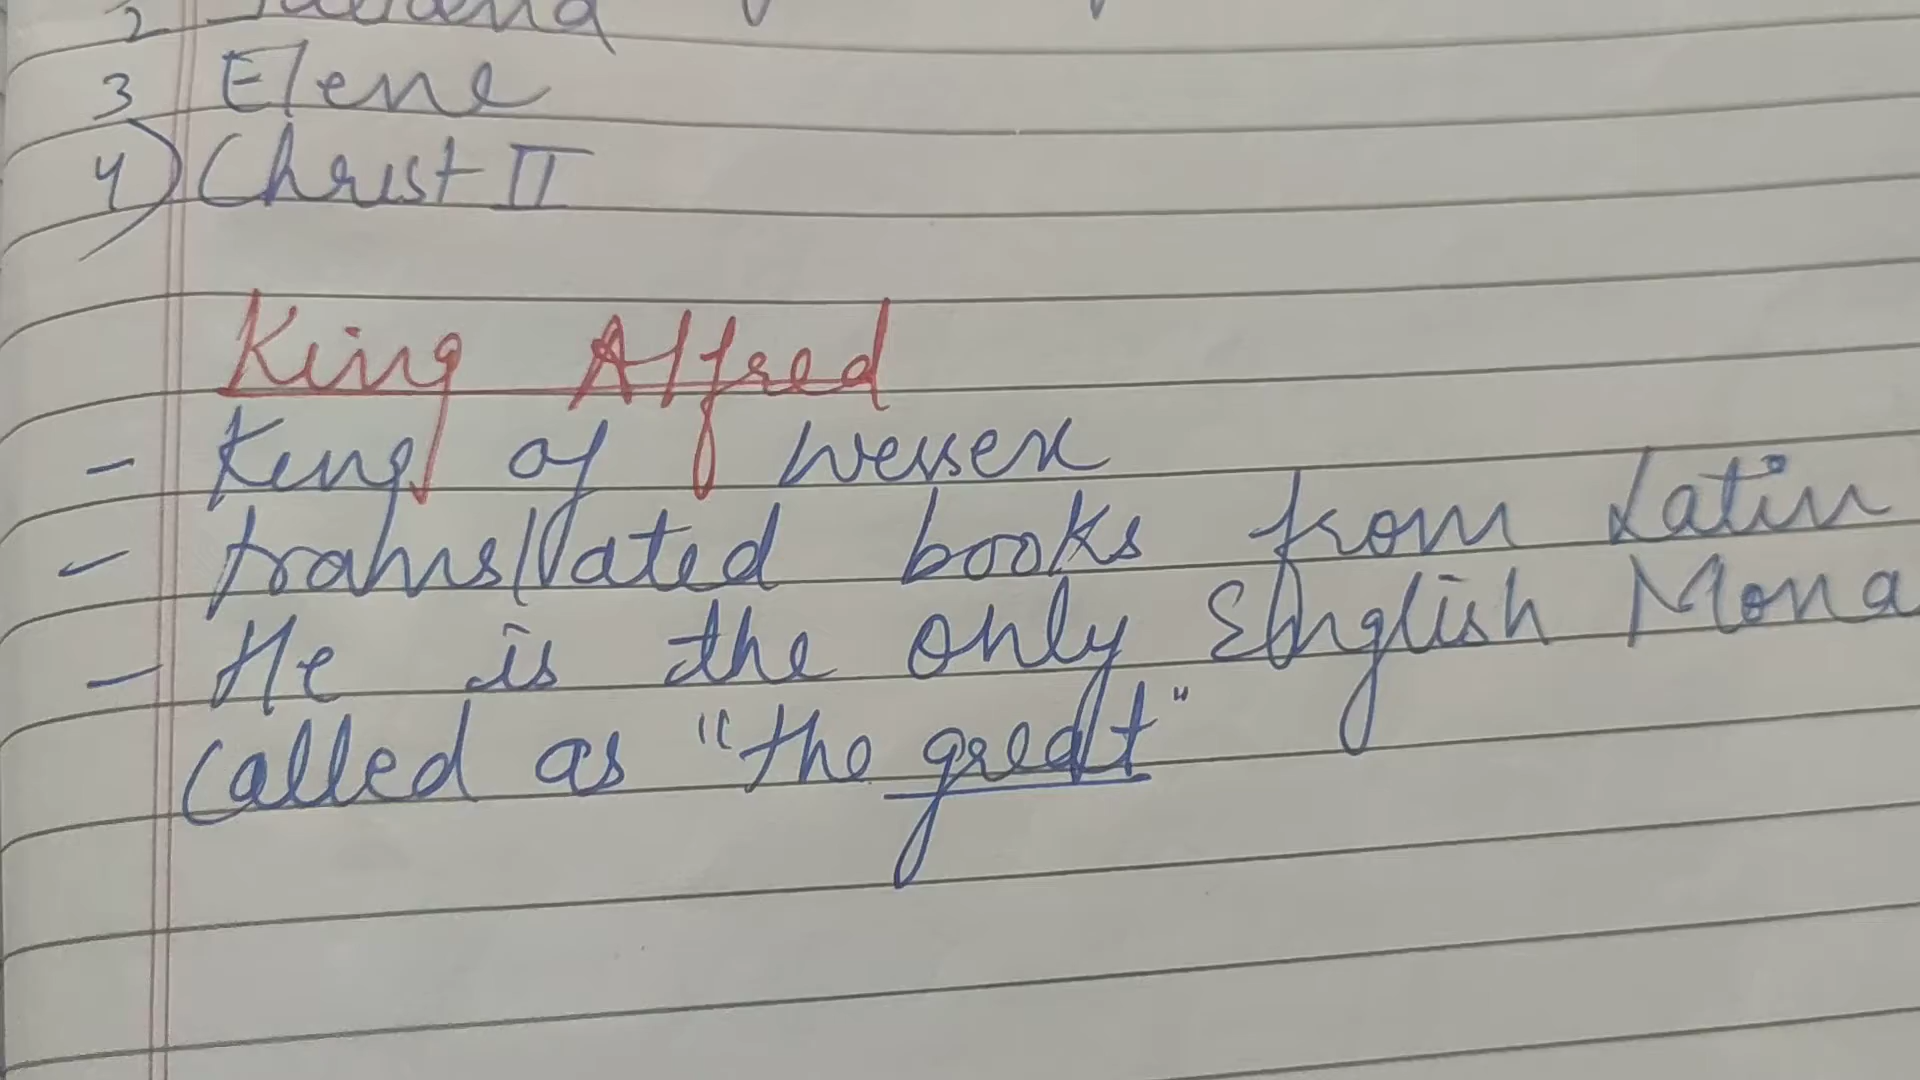 2
3 Elene
4) Christ II
King Alfred
- King of Wessex
- translated books from Latin
- He is the only English Mona
called as "the great"